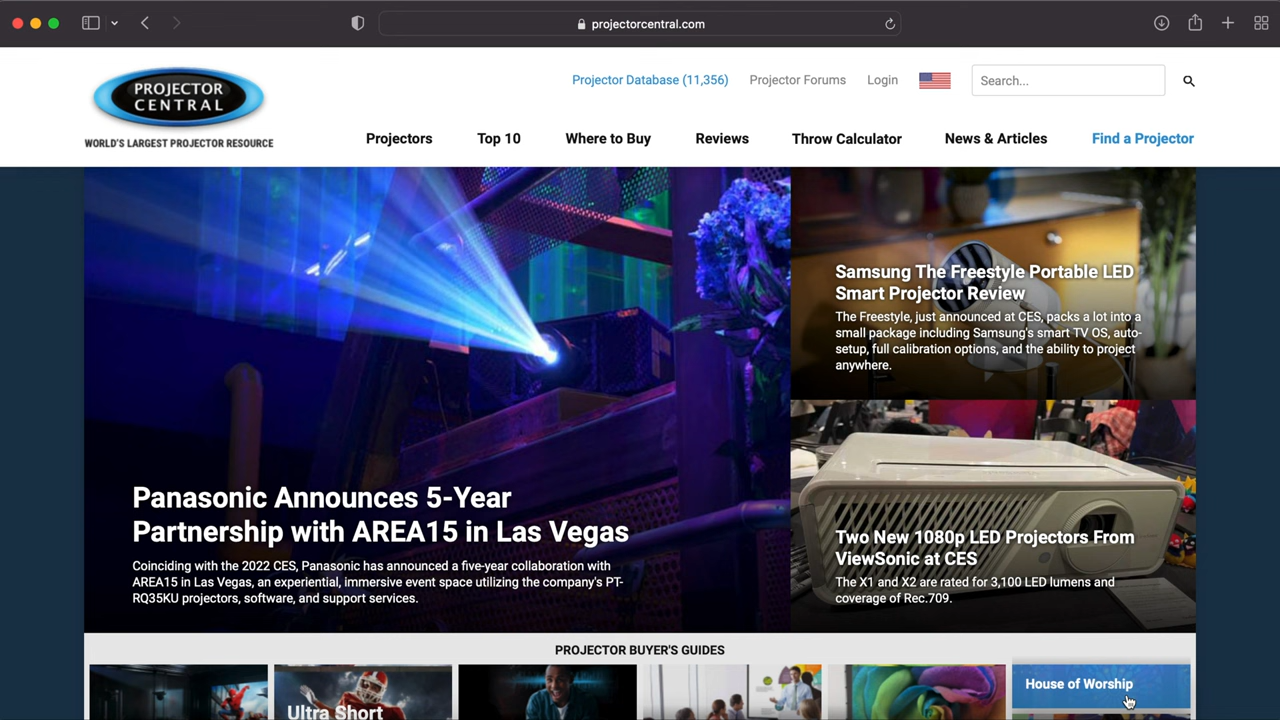 projectorcentral.com
PROJECTOR
CENTRAL
WORLD'S LARGEST PROJECTOR RESOURCE
Projector Database (11,356)
Projector Forums
Login
Search...
Projectors
Top 10
Where to Buy
Reviews
Throw Calculator
News & Articles
Find a Projector
Panasonic Announces 5-Year
Partnership with AREA15 in Las Vegas
Coinciding with the 2022 CES, Panasonic has announced a five-year collaboration with
AREA15 in Las Vegas, an experiential, immersive event space utilizing the company's PT-
RQ35KU projectors, software, and support services.
Samsung The Freestyle Portable LED
Smart Projector Review
The Freestyle, just announced at CES, packs a lot into a
small package including Samsung's smart TV OS, auto-
setup, full calibration options, and the ability to project
anywhere.
Two New 1080p LED Projectors From
ViewSonic at CES
The X1 and X2 are rated for 3,100 LED lumens and
coverage of Rec.709.
PROJECTOR BUYER'S GUIDES
Ultra Short
House of Worship